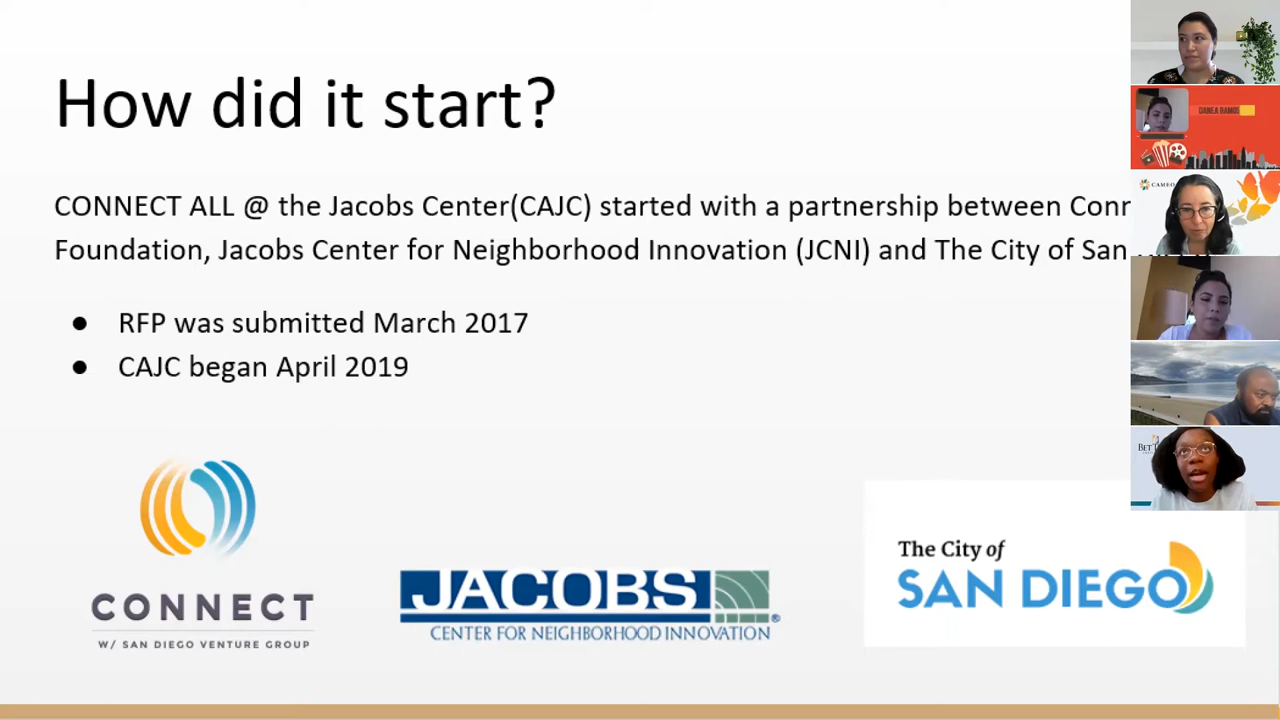 How did it start?
CONNECT ALL @ the Jacobs Center(CAJC) started with a partnership between
Foundation, Jacobs Center for Neighborhood Innovation (JCNI) and The City of San
● RFP was submitted March 2017
● CAJC began April 2019
CONNECT
W/ SAN DIEGO VENTURE GROUP
JACOBS®
CENTER FOR NEIGHBORHOOD INNOVATION
The City of
SAN DIEGO
DANEA RAMOS
CAMEO